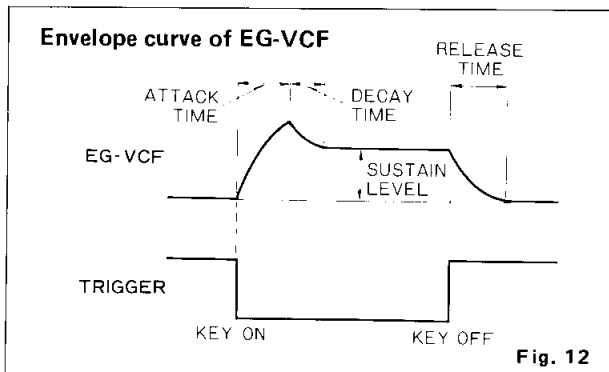 Envelope curve of EG-VCF
RELEASE
TIME
ATTACK
TIME
DECAY
TIME
EG-VCF
SUSTAIN
LEVEL
TRIGGER
KEY ON
KEY OFF
Fig. 12